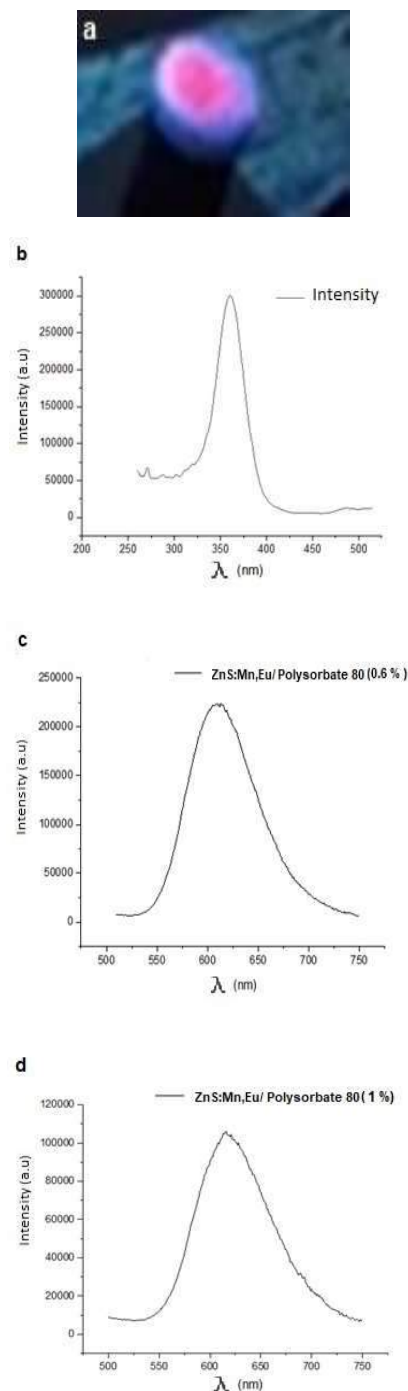 a
b
Intensity
300000
250000
200000
150000
100000
50000
0
Intensity (a.u)
200 250 300 350 400 450 500
λ (nm)
c
ZnS:Mn,Eu/ Polysorbate 80 (0.6 %)
250000
200000
150000
100000
50000
0
Intensity (a.u)
500 550 600 650 700 750
λ (nm)
d
ZnS:Mn,Eu/ Polysorbate 80 (1 %)
120000
100000
80000
60000
40000
20000
0
Intensity (a.u)
500 550 600 650 700 750
λ (nm)